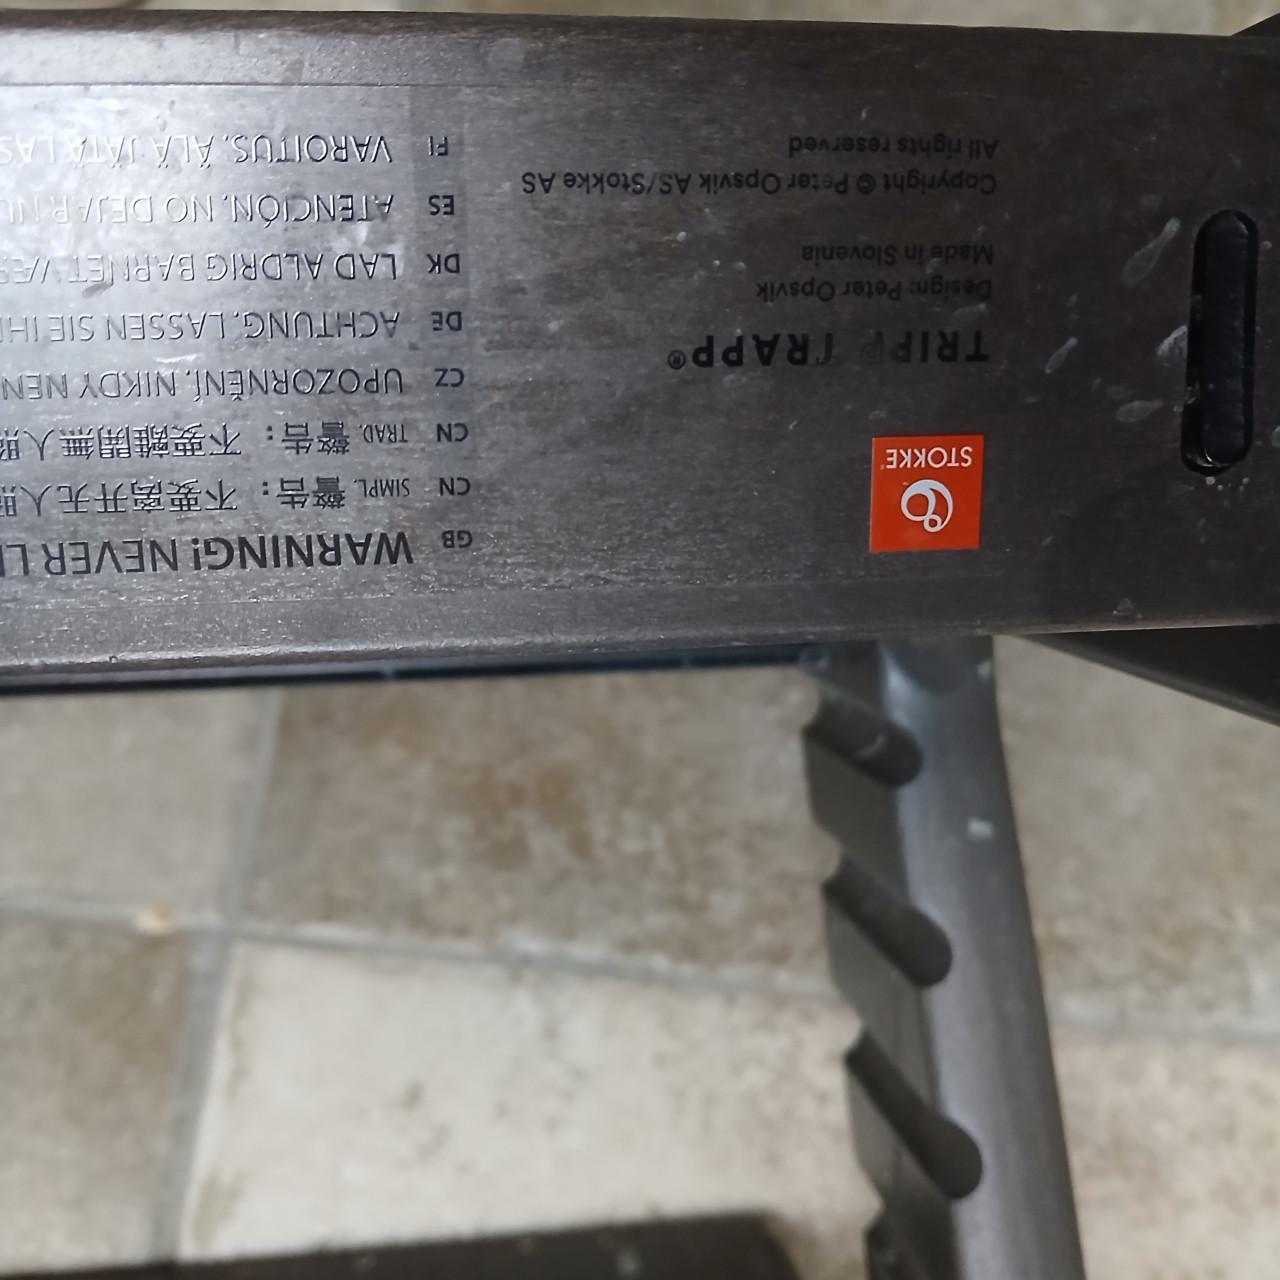 STOKKE
TRIPP TRAPP®
Design: Peter Opsvik
Made in Slovenia
Copyright © Peter Opsvik AS/Stokke AS
All rights reserved
GB WARNING! NEVER
CN SIMPL. 警告: 不要离开无人照
CN TRAD. 警告: 不要離開無人照
CZ UPOZORNĚNÍ. NIKDY
DE ACHTUNG. LASSEN SIE
DK LAD ALDRIG BARNET
ES ATENCIÓN. NO DEJAR
FI VAROITUS. ÄLÄ JÄTÄ